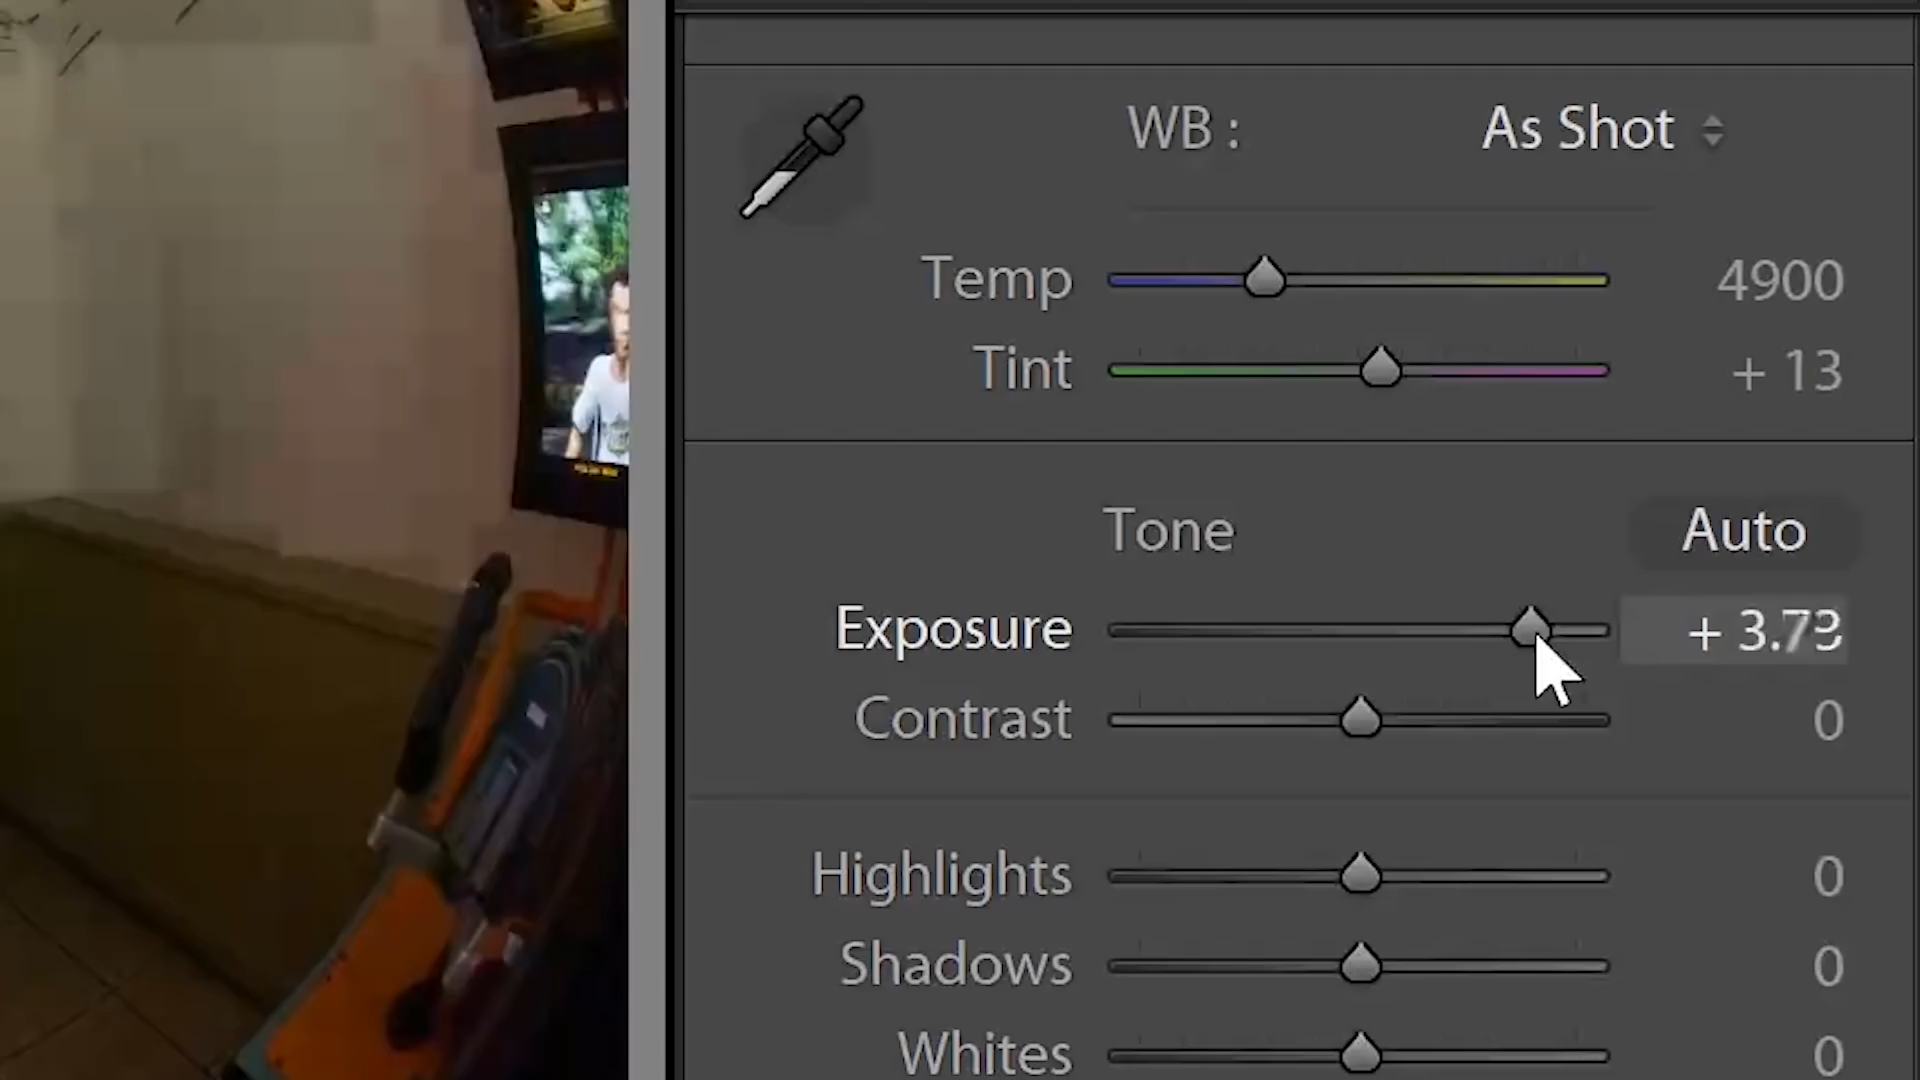 WB : As Shot
Temp 4900
Tint + 13
Tone Auto
Exposure + 3.73
Contrast 0
Highlights 0
Shadows 0
Whites 0